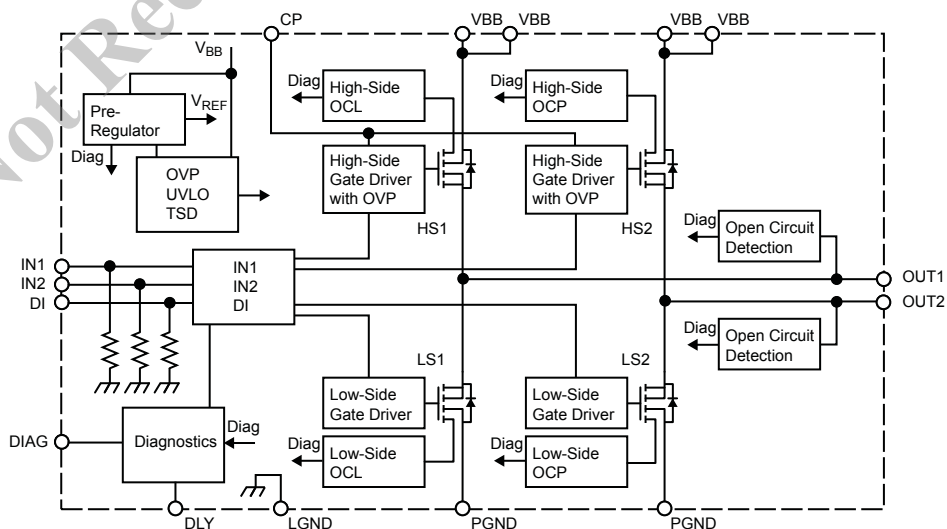 Not Rec
CP
VBB
VBB
VBB
VBB
VBB
Pre-
Regulator
VREF
Diag
OVP
UVLO
TSD
Diag
High-Side
OCL
High-Side
Gate Driver
with OVP
HS1
Diag
High-Side
OCP
High-Side
Gate Driver
with OVP
HS2
Diag
Open Circuit
Detection
IN1
IN2
DI
IN1
IN2
DI
OUT1
OUT2
Diag
Open Circuit
Detection
LS1
Low-Side
Gate Driver
Diag
Low-Side
OCL
LS2
Low-Side
Gate Driver
Diag
Low-Side
OCP
DIAG
Diagnostics
Diag
DLY
LGND
PGND
PGND